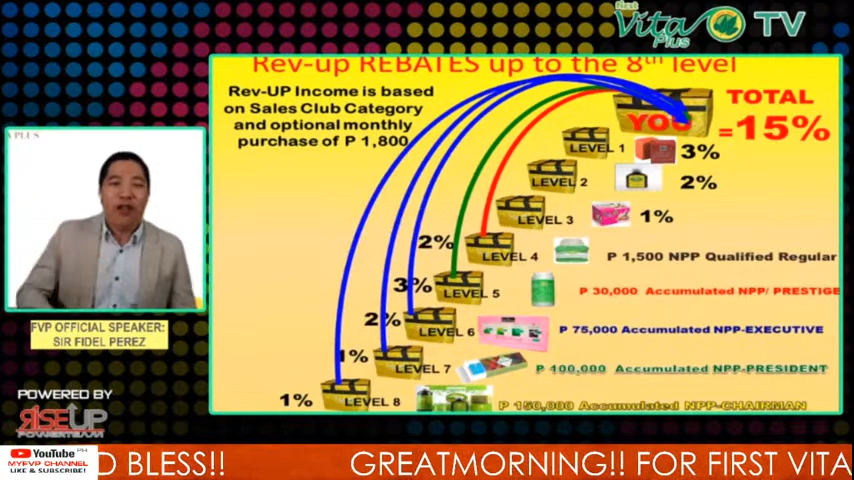 first
Vita
Plus
TV
Rev-up REBATES up to the 8th level
Rev-UP Income is based
on Sales Club Category
and optional monthly
purchase of P 1,800
YOU
TOTAL
=15%
LEVEL 1
3%
LEVEL 2
2%
LEVEL 3
1%
2%
LEVEL 4
P 1,500 NPP Qualified Regular
3%
LEVEL 5
P 30,000 Accumulated NPP/ PRESTIGE
2%
LEVEL 6
P 75,000 Accumulated NPP-EXECUTIVE
1%
LEVEL 7
P 100,000 Accumulated NPP-PRESIDENT
1%
LEVEL 8
P 150,000 Accumulated NPP-CHAIRMAN
A PLUS
FVP OFFICIAL SPEAKER:
SIR FIDEL PEREZ
POWERED BY
RISEUP
POWERTEAM
YouTube PH
MYFVP CHANNEL
LIKE & SUBSCRIBE!
D BLESS!! GREATMORNING!! FOR FIRST VITA